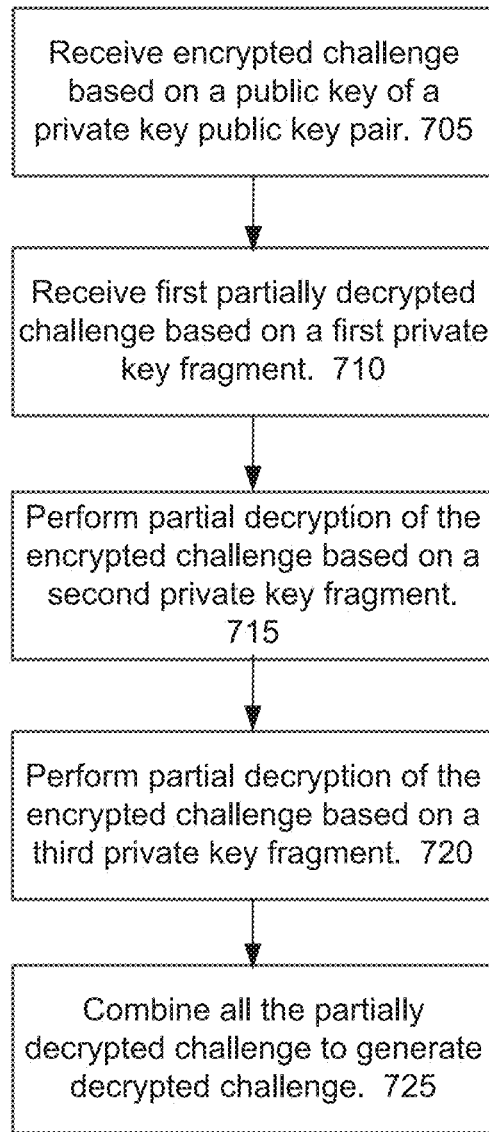 Receive encrypted challenge
based on a public key of a
private key public key pair. 705
Receive first partially decrypted
challenge based on a first private
key fragment. 710
Perform partial decryption of the
encrypted challenge based on a
second private key fragment.
715
Perform partial decryption of the
encrypted challenge based on a
third private key fragment. 720
Combine all the partially
decrypted challenge to generate
decrypted challenge. 725